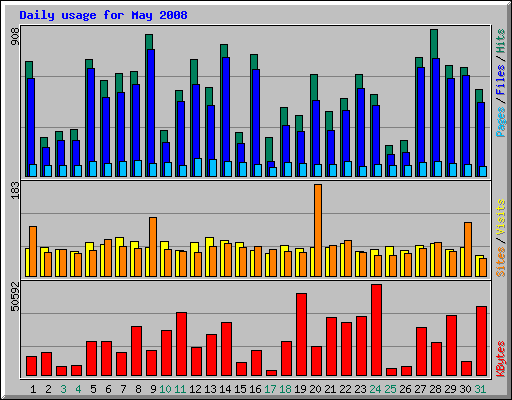 Daily usage for May 2008
908
Pages / Files / Hits
183
Sites / Visits
50592
KBytes
1 2 3 4 5 6 7 8 9 10 11 12 13 14 15 16 17 18 19 20 21 22 23 24 25 26 27 28 29 30 31